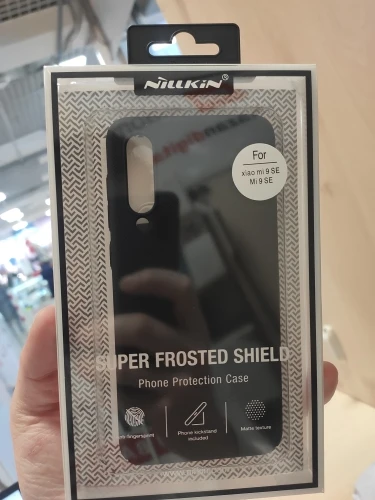 NILLKIN®
For
xiao mi 9 SE
Mi 9 SE
SUPER FROSTED SHIELD
Phone Protection Case
Phone kickstand
included
Matte texture